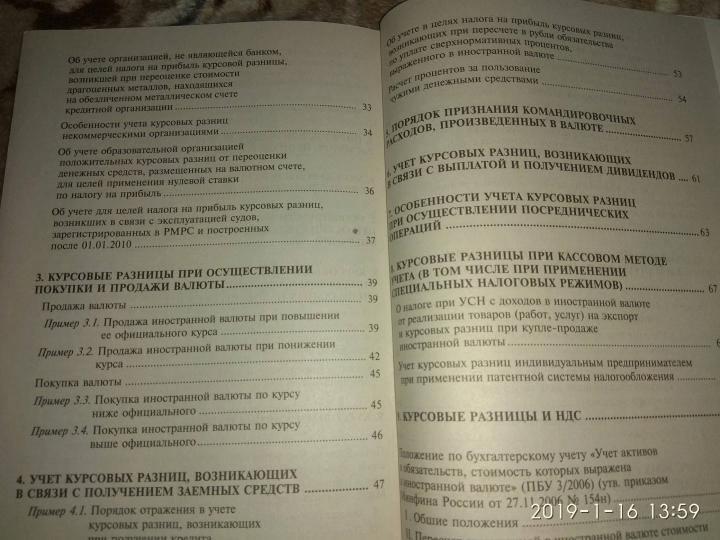 Об учете организацией, не являющейся банком,
для целей налога на прибыль курсовой разницы,
возникшей при переоценке стоимости
драгоценных металлов, находящихся
на обезличенном металлическом счете
кредитной организации 33
Особенности учета курсовых разниц
некоммерческими организациями 34
Об учете образовательной организацией
положительных курсовых разниц от переоценки
денежных средств, размещенных на валютном счете,
для целей применения нулевой ставки
по налогу на прибыль 36
Об учете для целей налога на прибыль курсовых разниц,
возникших в связи с эксплуатацией судов,
зарегистрированных в РМРС и построенных
после 01.01.2010 37
3. КУРСОВЫЕ РАЗНИЦЫ ПРИ ОСУЩЕСТВЛЕНИИ
ПОКУПКИ И ПРОДАЖИ ВАЛЮТЫ 39
Продажа валюты 39
Пример 3.1. Продажа иностранной валюты при повышении
ее официального курса 39
Пример 3.2. Продажа иностранной валюты при понижении
курса 42
Покупка валюты 45
Пример 3.3. Покупка иностранной валюты по курсу
ниже официального 45
Пример 3.4. Покупка иностранной валюты по курсу
выше официального 46
4. УЧЕТ КУРСОВЫХ РАЗНИЦ, ВОЗНИКАЮЩИХ
В СВЯЗИ С ПОЛУЧЕНИЕМ ЗАЕМНЫХ СРЕДСТВ 47
Пример 4.1. Порядок отражения в учете
курсовых разниц, возникающих
при получении кредита
Об учете в целях налога на прибыль курсовых разниц,
возникающих при пересчете в рубли обязательства
по уплате сверхнормативных процентов,
выраженного в иностранной валюте 53
Расчет процентов за пользование
чужими денежными средствами 54
5. ПОРЯДОК ПРИЗНАНИЯ КОМАНДИРОВОЧНЫХ
РАСХОДОВ, ПРОИЗВЕДЕННЫХ В ВАЛЮТЕ 57
6. УЧЕТ КУРСОВЫХ РАЗНИЦ, ВОЗНИКАЮЩИХ
В СВЯЗИ С ВЫПЛАТОЙ И ПОЛУЧЕНИЕМ ДИВИДЕНДОВ 61
7. ОСОБЕННОСТИ УЧЕТА КУРСОВЫХ РАЗНИЦ
ПРИ ОСУЩЕСТВЛЕНИИ ПОСРЕДНИЧЕСКИХ
ОПЕРАЦИЙ 63
8. КУРСОВЫЕ РАЗНИЦЫ ПРИ КАССОВОМ МЕТОДЕ
УЧЕТА (В ТОМ ЧИСЛЕ ПРИ ПРИМЕНЕНИИ
СПЕЦИАЛЬНЫХ НАЛОГОВЫХ РЕЖИМОВ) 67
О налоге при УСН с доходов в иностранной валюте
от реализации товаров (работ, услуг) на экспорт
и курсовых разниц при купле-продаже
иностранной валюты
Учет курсовых разниц индивидуальным предпринимателем
при применении патентной системы налогообложения
КУРСОВЫЕ РАЗНИЦЫ И НДС
Положение по бухгалтерскому учету «Учет активов
и обязательств, стоимость которых выражена
в иностранной валюте» (ПБУ 3/2006) (утв. приказом
Минфина России от 27.11.2006 № 154н)
I. Общие положения
II. Пересчет иностранной валюте стоимости
2019-1-16 13:59